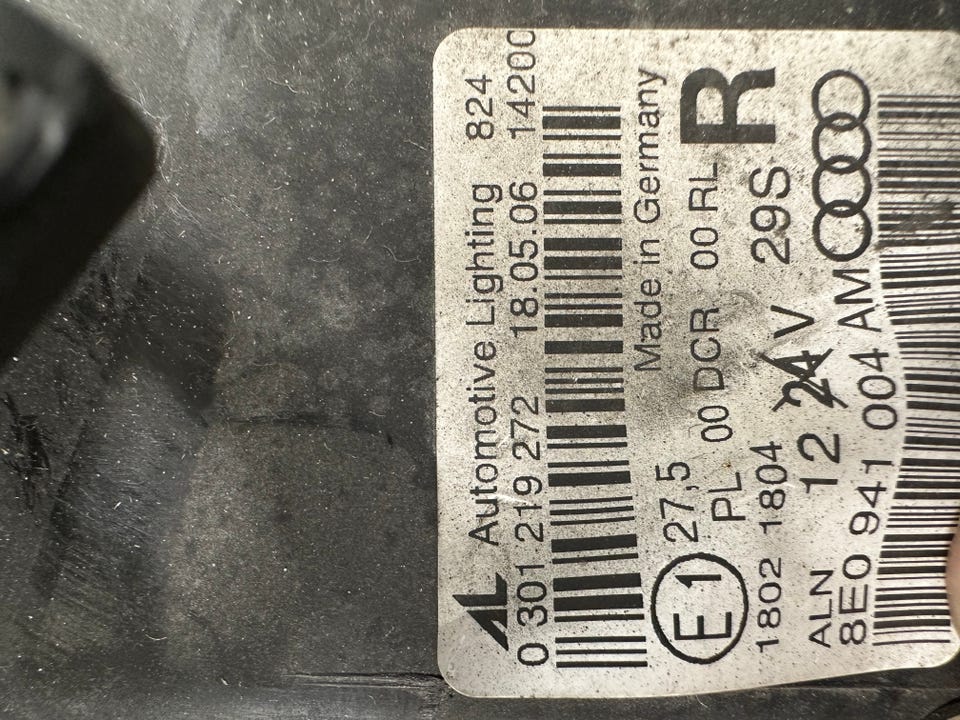 AL Automotive Lighting 824
0 301 219 272 18.05.06 14200
Made in Germany
E1 27,5
PL 00 DCR 00 RL R
1802 1804 29S
ALN 12 24 V
8E0 941 004 AM